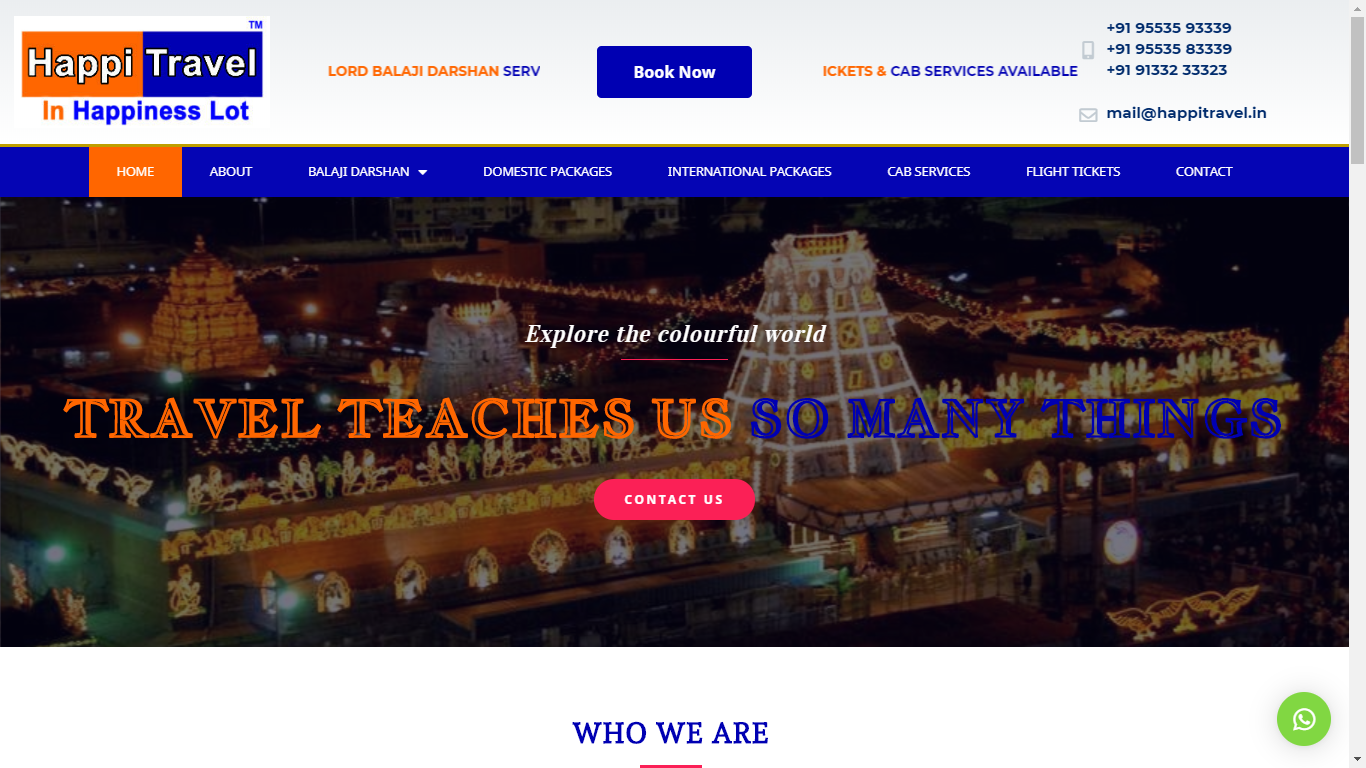 Happi Travel
TM
In Happiness Lot
LORD BALAJI DARSHAN SERV
Book Now
ICKETS & CAB SERVICES AVAILABLE
+91 95535 93339
+91 95535 83339
+91 91332 33323
mail@happitravel.in
HOME
ABOUT
BALAJI DARSHAN
DOMESTIC PACKAGES
INTERNATIONAL PACKAGES
CAB SERVICES
FLIGHT TICKETS
CONTACT
Explore the colourful world
TRAVEL TEACHES US SO MANY THINGS
CONTACT US
WHO WE ARE